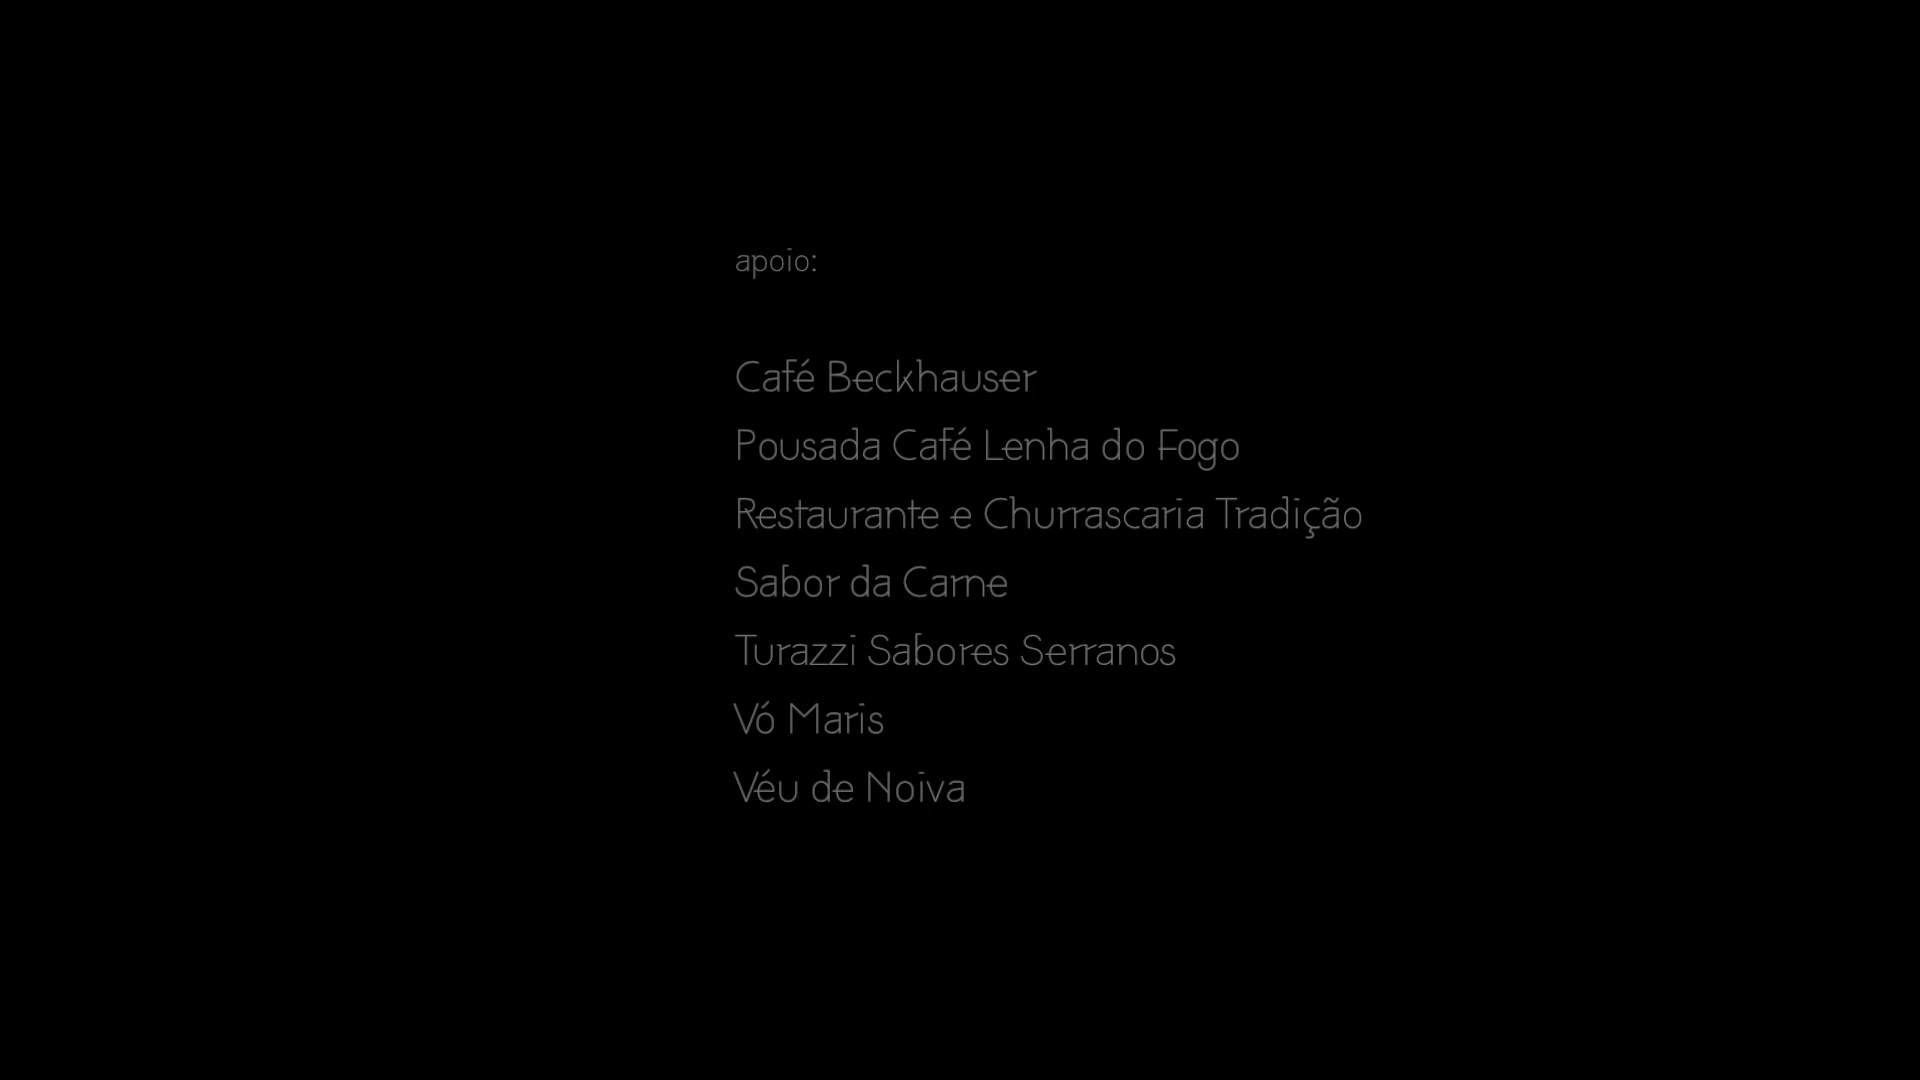 apoio:
Café Beckhauser
Pousada Café Lenha do Fogo
Restaurante e Churrascaria Tradição
Sabor da Carne
Turazzi Sabores Serranos
Vó Maris
Véu de Noiva